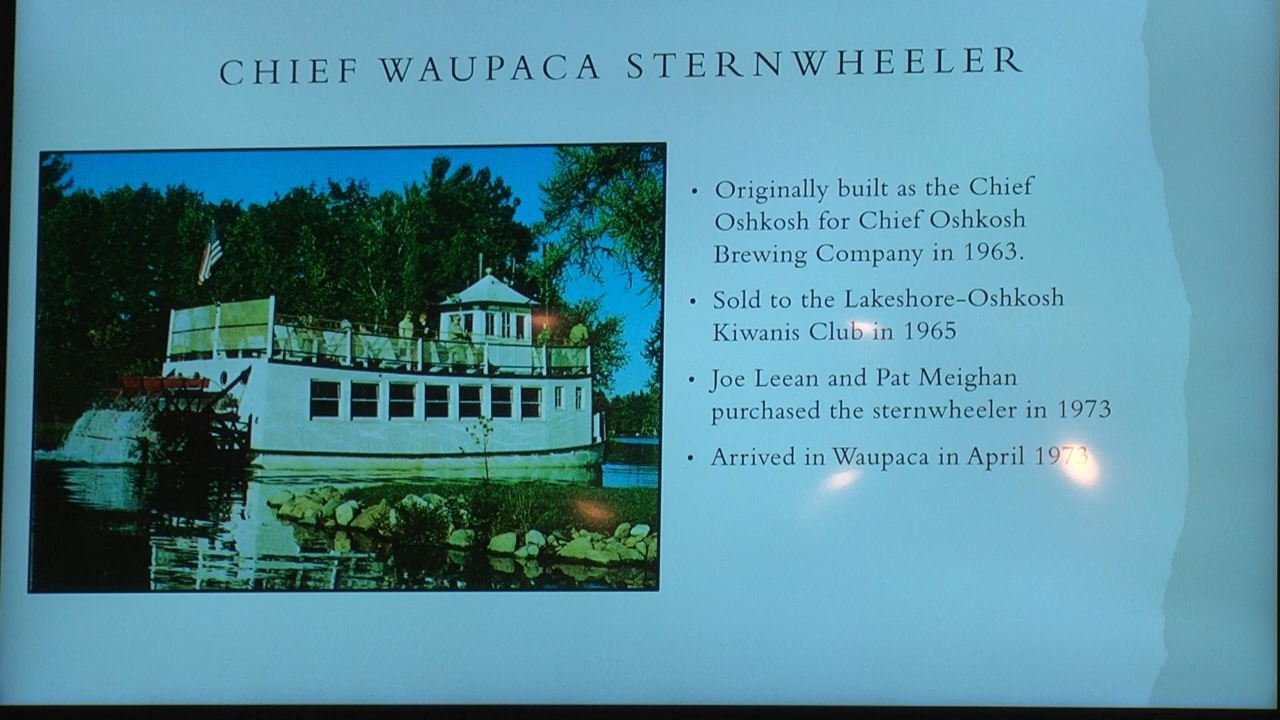 CHIEF WAUPACA STERNWHEELER
• Originally built as the Chief
Oshkosh for Chief Oshkosh
Brewing Company in 1963.
• Sold to the Lakeshore-Oshkosh
Kiwanis Club in 1965
• Joe Leean and Pat Meighan
purchased the sternwheeler in 1973
• Arrived in Waupaca in April 1973